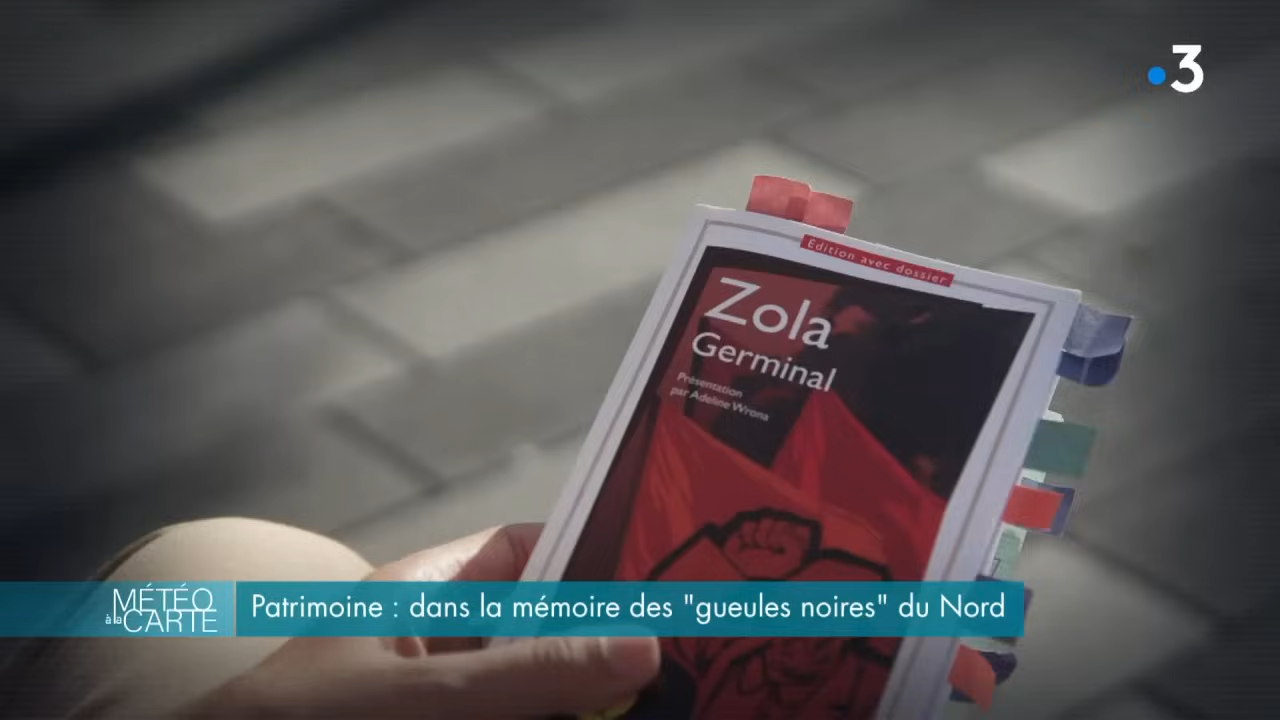 3
Edition avec dossier
Zola
Germinal
Présentation
par Adeline Wrona
MÉTÉO
à la CARTE
Patrimoine : dans la mémoire des "gueules noires" du Nord